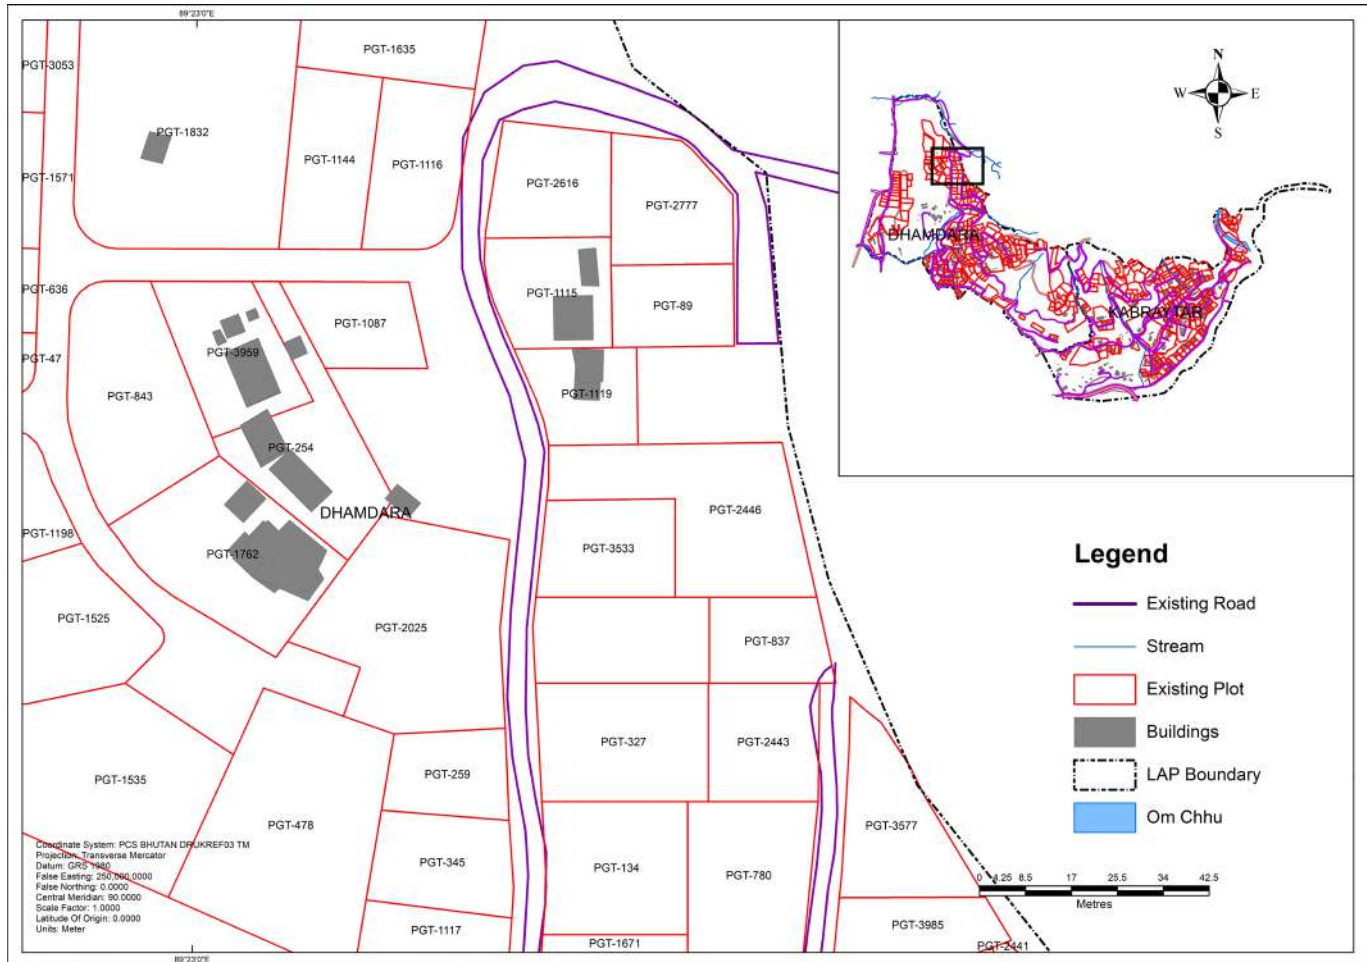 89°23'0"E
PGT-1635
PGT-3053
PGT-1832
PGT-1144
PGT-1116
PGT-1571
PGT-2616
PGT-2777
PGT-636
PGT-1115
PGT-89
PGT-1087
PGT-3959
PGT-47
PGT-843
PGT-1119
PGT-254
DHAMDARA
PGT-2446
PGT-1198
PGT-1762
PGT-3533
PGT-1525
PGT-2025
PGT-837
PGT-327
PGT-2443
PGT-259
PGT-1535
PGT-478
PGT-3577
PGT-345
PGT-134
PGT-780
PGT-1117
PGT-1671
PGT-3985
PGT-2441
Coordinate System: PCS BHUTAN DRUKREF03 TM
Projection: Transverse Mercator
Datum: GRS 1980
False Easting: 250,000.0000
False Northing: 0.0000
Central Meridian: 90.0000
Scale Factor: 1.0000
Latitude Of Origin: 0.0000
Units: Meter
89°23'0"E
N
W E
S
DHAMDARA
KABRAYTAR
Legend
Existing Road
Stream
Existing Plot
Buildings
LAP Boundary
Om Chhu
0 4.25 8.5 17 25.5 34 42.5
Metres